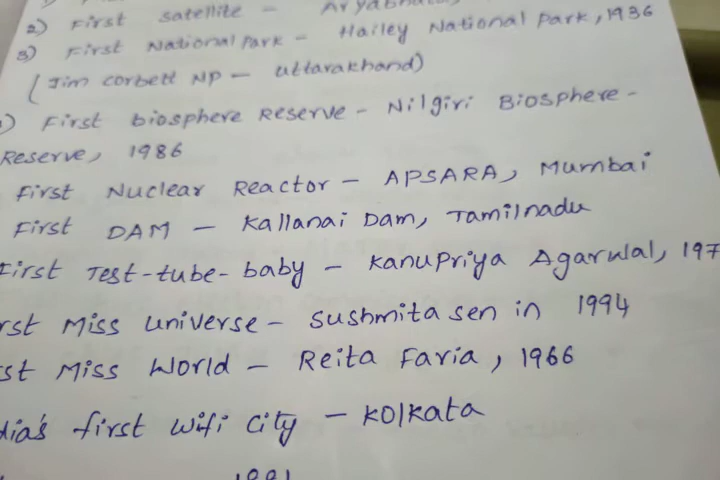 2) First satellite - Aryabhata
3) First National Park - Hailey National Park, 1936
(Jim corbett NP - uttarakhand)
) First biosphere Reserve - Nilgiri Biosphere-
Reserve, 1986
First Nuclear Reactor - APSARA, Mumbai
First DAM - Kallanai Dam, Tamilnadu
First Test-tube-baby - Kanupriya Agarwal, 197
rst Miss universe - Sushmita sen in 1994
st Miss World - Reita Faria, 1966
dia's first wifi city - Kolkata
1991